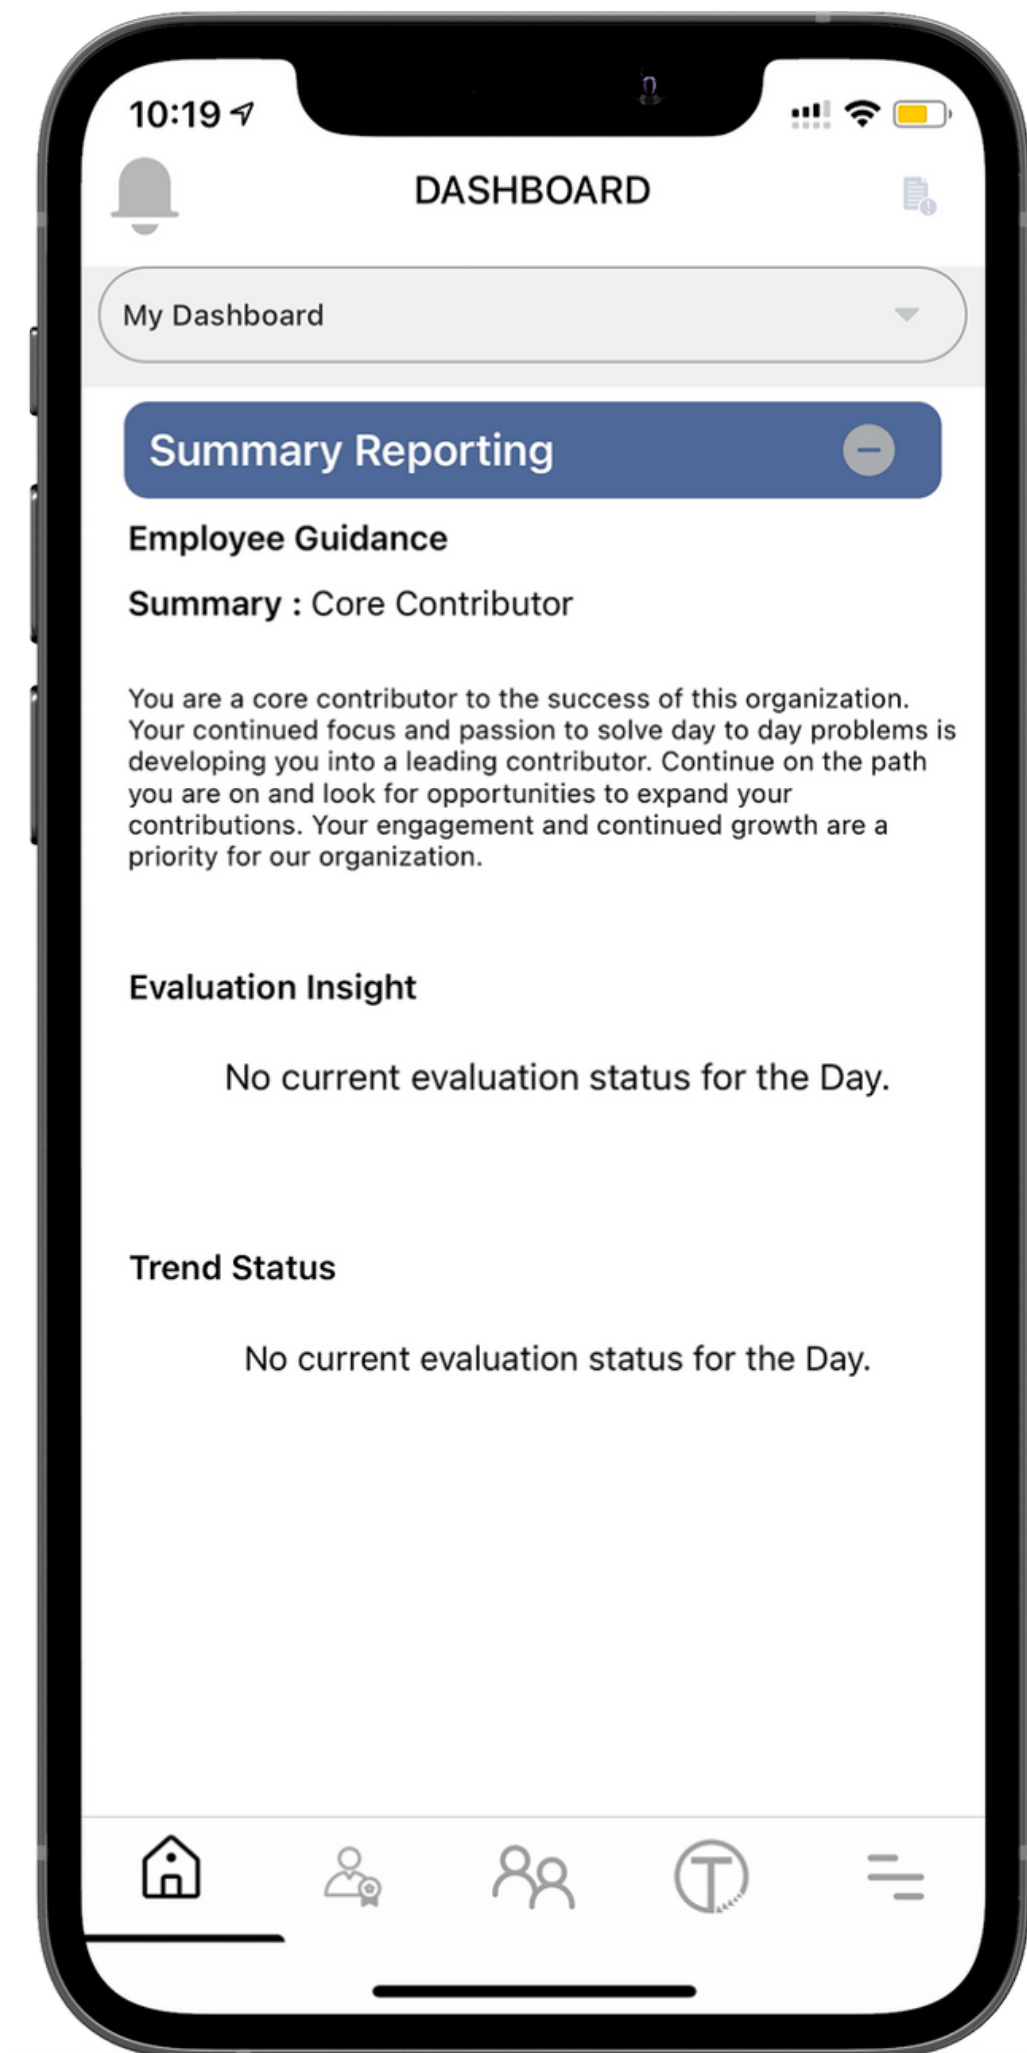 10:19
DASHBOARD
My Dashboard
Summary Reporting
Employee Guidance
Summary : Core Contributor
You are a core contributor to the success of this organization.
Your continued focus and passion to solve day to day problems is
developing you into a leading contributor. Continue on the path
you are on and look for opportunities to expand your
contributions. Your engagement and continued growth are a
priority for our organization.
Evaluation Insight
No current evaluation status for the Day.
Trend Status
No current evaluation status for the Day.
T